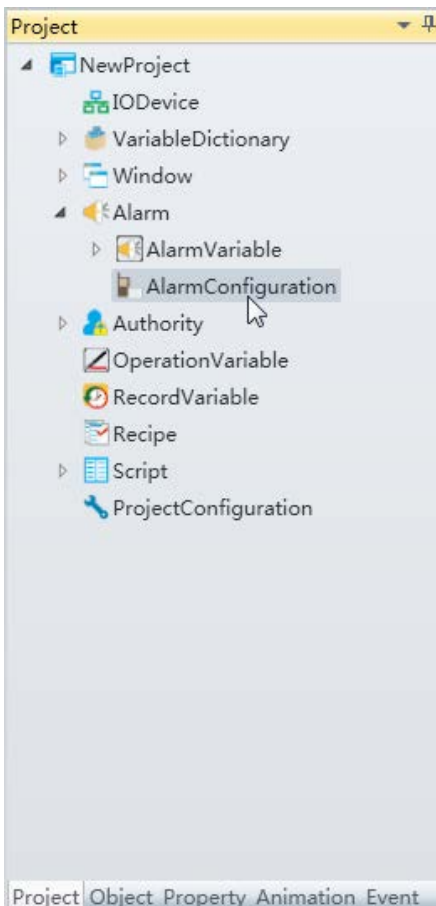 Project
NewProject
IODevice
VariableDictionary
Window
Alarm
AlarmVariable
AlarmConfiguration
Authority
OperationVariable
RecordVariable
Recipe
Script
ProjectConfiguration
Project Object Property Animation Event